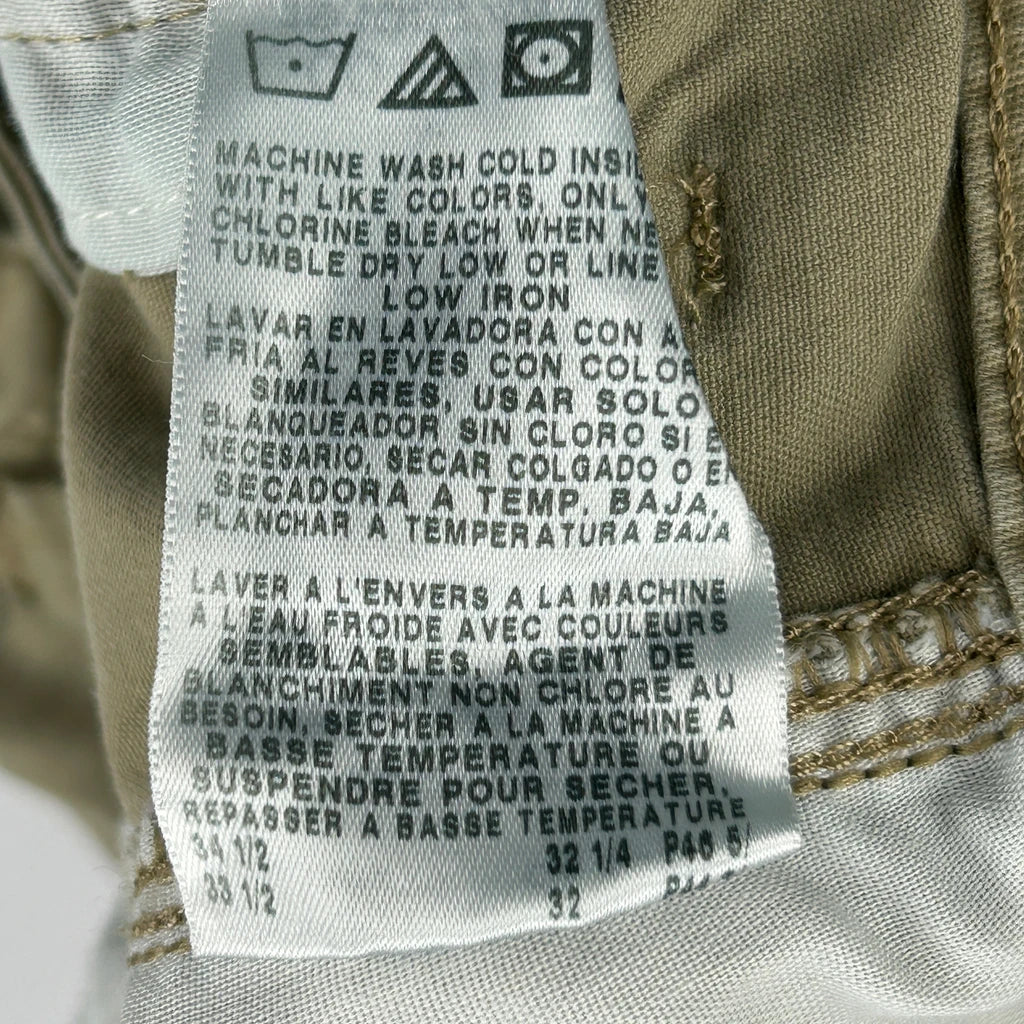 MACHINE WASH COLD INSI
WITH LIKE COLORS, ONLY
CHLORINE BLEACH WHEN NE
TUMBLE DRY LOW OR LINE
LOW IRON
LAVAR EN LAVADORA CON A
FRIA AL REVES CON COLOR
SIMILARES, USAR SOLO
BLANQUEADOR SIN CLORO SI E
NECESARIO, SECAR COLGADO O EN
SECADORA A TEMP. BAJA,
PLANCHAR A TEMPERATURA BAJA
LAVER A L'ENVERS A LA MACHINE
A L'EAU FROIDE AVEC COULEURS
SEMBLABLES, AGENT DE
BLANCHIMENT NON CHLORE AU
BESOIN, SECHER A LA MACHINE A
BASSE TEMPERATURE OU
SUSPENDRE POUR SECHER,
REPASSER A BASSE TEMPERATURE
34 1/2 32 1/4 P46 5/
33 1/2 32